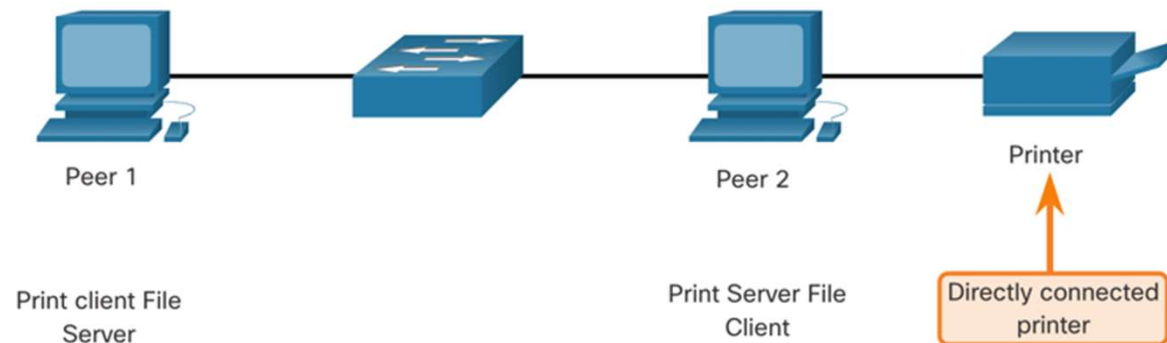 Peer 1
Peer 2
Printer
Print client File
Server
Print Server File
Client
Directly connected
printer